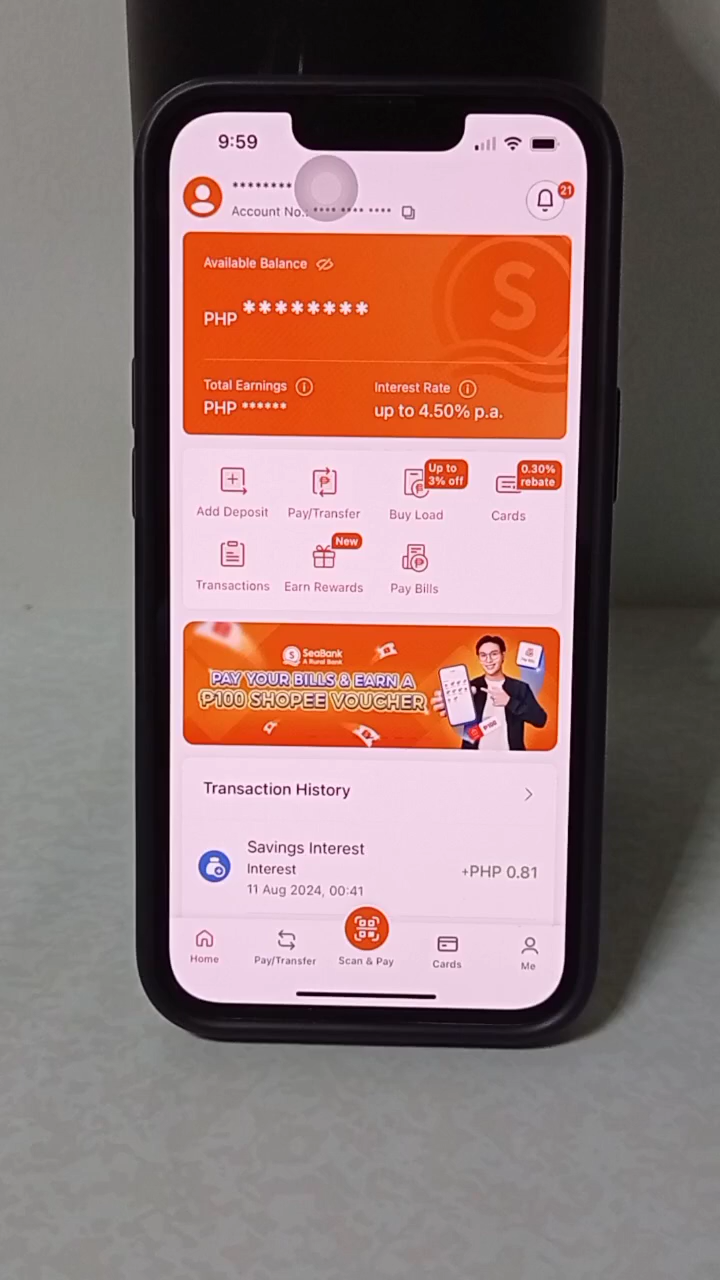 9:59
********
Account No.: **** **** ****
21
Available Balance
PHP ********
Total Earnings
PHP ******
Interest Rate
up to 4.50% p.a.
Add Deposit
Pay/Transfer
Up to
3% off
Buy Load
0.30%
rebate
Cards
Transactions
New
Earn Rewards
Pay Bills
S SeaBank
A Rural Bank
PAY YOUR BILLS & EARN A
₱100 SHOPEE VOUCHER
₱100
Transaction History
Savings Interest
Interest
+PHP 0.81
11 Aug 2024, 00:41
Home
Pay/Transfer
Scan & Pay
Cards
Me